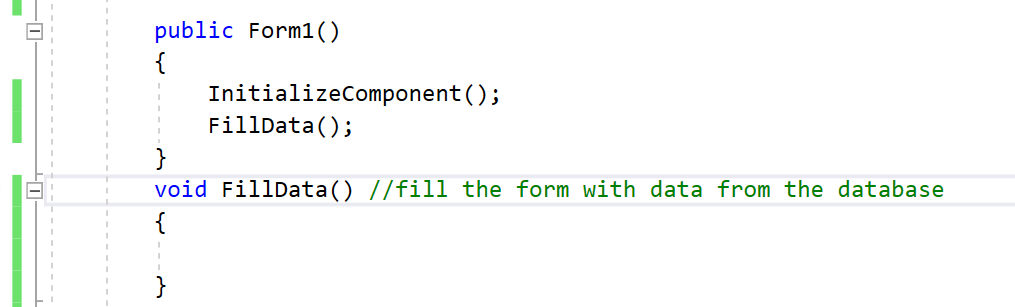 public Form1()
{
InitializeComponent();
FillData();
}
void FillData() //fill the form with data from the database
{
}